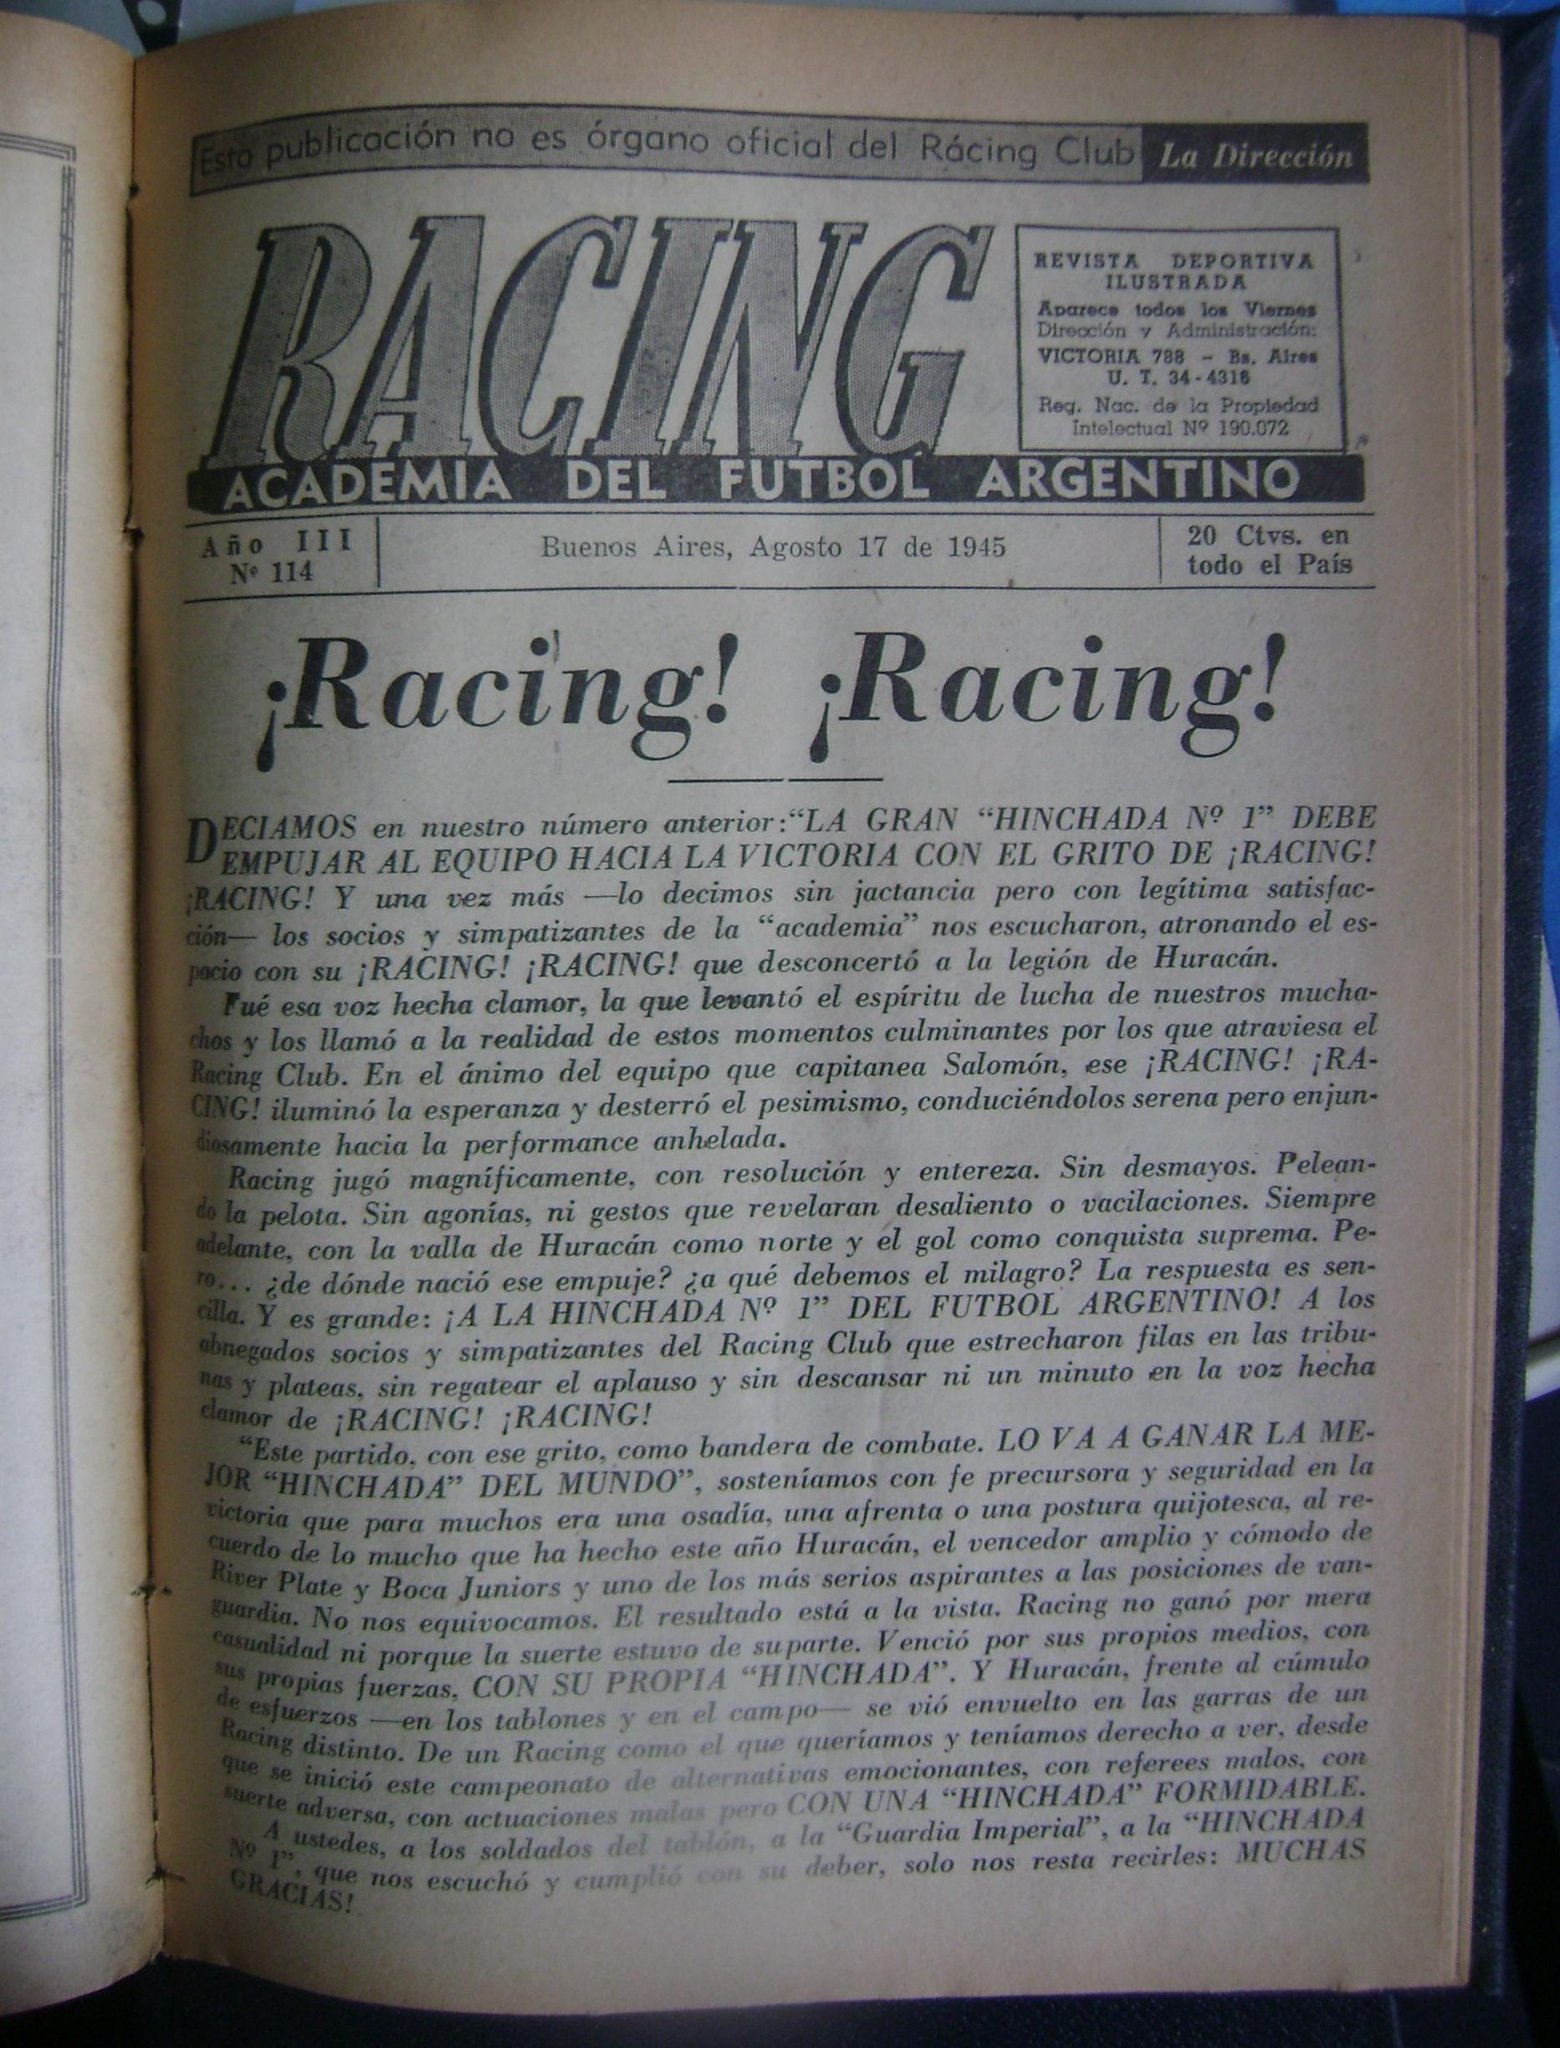 Esta publicación no es órgano oficial del Rácing Club La Dirección
RACING
REVISTA DEPORTIVA
ILUSTRADA
Aparece todos los Viernes
Dirección y Administración:
VICTORIA 788 - Bs. Aires
U. T. 34-4316
Reg. Nac. de la Propiedad
Intelectual Nº 190.072
ACADEMIA DEL FUTBOL ARGENTINO
Año III
Nº 114
Buenos Aires, Agosto 17 de 1945
20 Ctvs. en
todo el País
¡Racing! ¡Racing!
DECIAMOS en nuestro número anterior:“LA GRAN “HINCHADA Nº 1” DEBE
EMPUJAR AL EQUIPO HACIA LA VICTORIA CON EL GRITO DE ¡RACING!
¡RACING! Y una vez más —lo decimos sin jactancia pero con legítima satisfac-
ción— los socios y simpatizantes de la “academia” nos escucharon, atronando el es-
pacio con su ¡RACING! ¡RACING! que desconcertó a la legión de Huracán.
Fué esa voz hecha clamor, la que levantó el espíritu de lucha de nuestros mucha-
chos y los llamó a la realidad de estos momentos culminantes por los que atraviesa el
Racing Club. En el ánimo del equipo que capitanea Salomón, ese ¡RACING! ¡RA-
CING! iluminó la esperanza y desterró el pesimismo, conduciéndolos serena pero enjun-
diosamente hacia la performance anhelada.
Racing jugó magníficamente, con resolución y entereza. Sin desmayos. Pelean-
do la pelota. Sin agonías, ni gestos que revelaran desaliento o vacilaciones. Siempre
adelante, con la valla de Huracán como norte y el gol como conquista suprema. Pe-
ro... ¿de dónde nació ese empuje? ¿a qué debemos el milagro? La respuesta es sen-
cilla. Y es grande: ¡A LA HINCHADA Nº 1” DEL FUTBOL ARGENTINO! A los
abnegados socios y simpatizantes del Racing Club que estrecharon filas en las tribu-
nas y plateas, sin regatear el aplauso y sin descansar ni un minuto en la voz hecha
clamor de ¡RACING! ¡RACING!
“Este partido, con ese grito, como bandera de combate. LO VA A GANAR LA ME-
JOR “HINCHADA” DEL MUNDO”, sosteníamos con fe precursora y seguridad en la
victoria que para muchos era una osadía, una afrenta o una postura quijotesca, al re-
cuerdo de lo mucho que ha hecho este año Huracán, el vencedor amplio y cómodo de
River Plate y Boca Juniors y uno de los más serios aspirantes a las posiciones de van-
guardia. No nos equivocamos. El resultado está a la vista. Racing no ganó por mera
casualidad ni porque la suerte estuvo de su parte. Venció por sus propios medios, con
sus propias fuerzas, CON SU PROPIA “HINCHADA”. Y Huracán, frente al cúmulo
de esfuerzos —en los tablones y en el campo— se vió envuelto en las garras de un
Racing distinto. De un Racing como el que queríamos y teníamos derecho a ver, desde
que se inició este campeonato de alternativas emocionantes, con referees malos, con
suerte adversa, con actuaciones malas pero CON UNA “HINCHADA” FORMIDABLE.
A ustedes, a los soldados del tablón, a la “Guardia Imperial”, a la “HINCHADA
Nº 1”, que nos escuchó y cumplió con su deber, solo nos resta recirles: MUCHAS
GRACIAS!